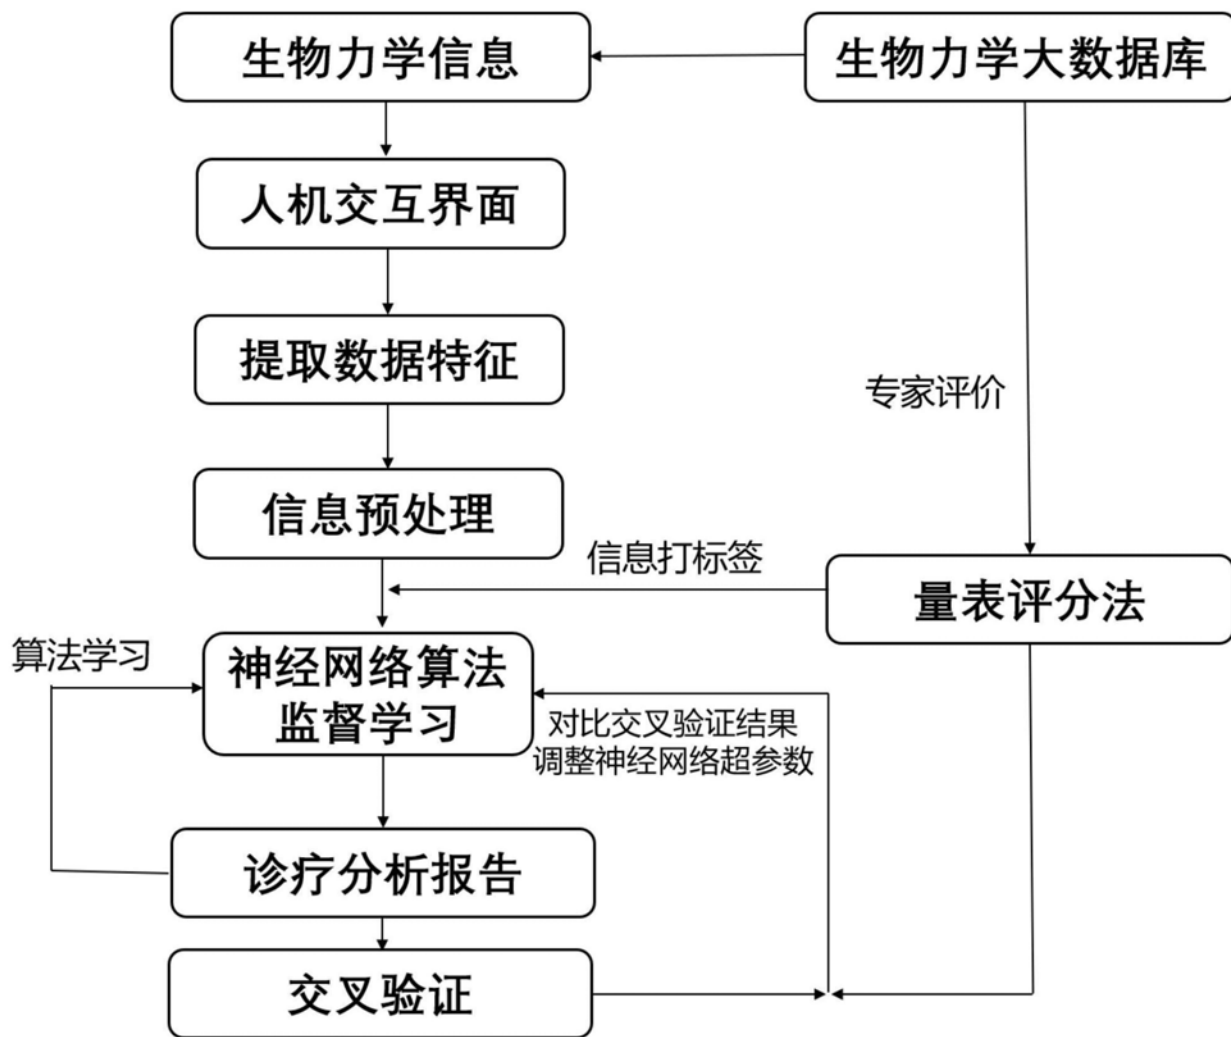 生物力学信息
生物力学大数据库
人机交互界面
提取数据特征
专家评价
信息预处理
信息打标签
量表评分法
算法学习
神经网络算法
监督学习
对比交叉验证结果
调整神经网络超参数
诊疗分析报告
交叉验证